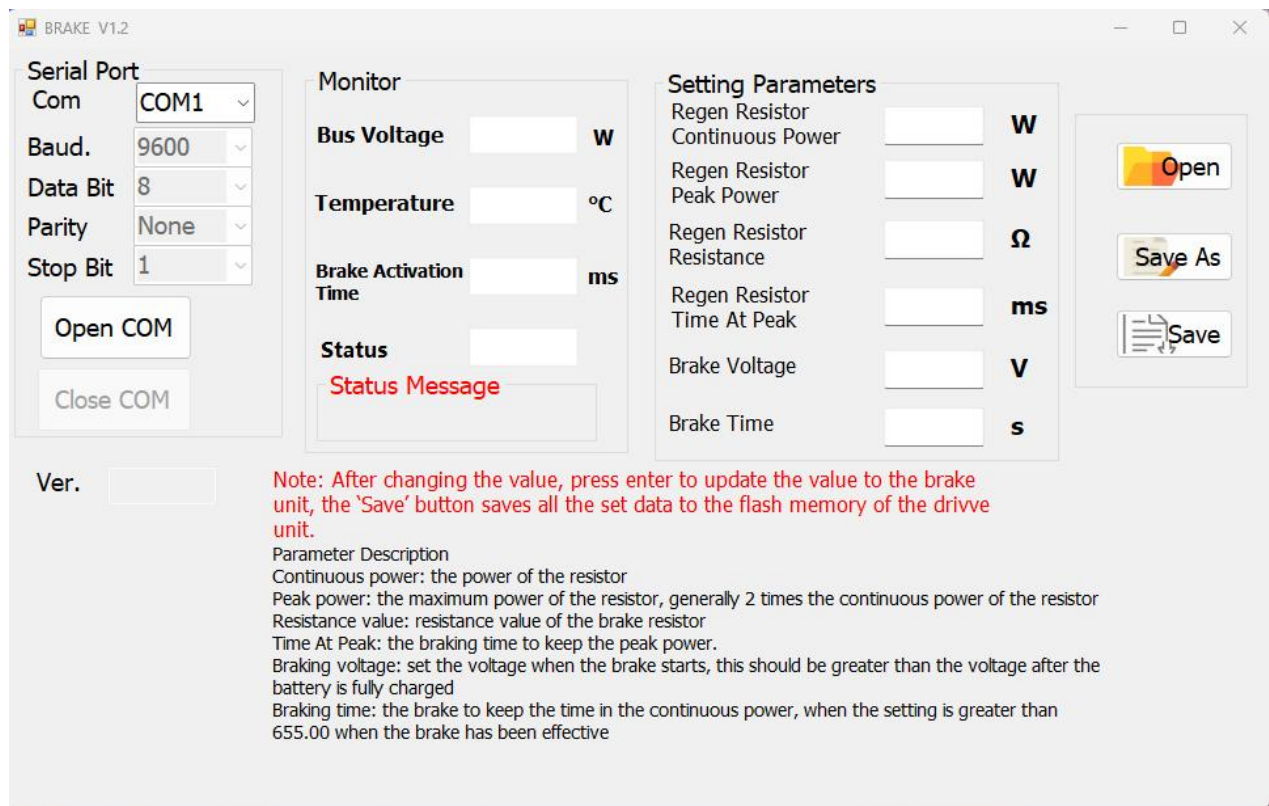 BRAKE V1.2
Serial Port
Com COM1
Baud. 9600
Data Bit 8
Parity None
Stop Bit 1
Open COM
Close COM
Monitor
Bus Voltage W
Temperature °C
Brake Activation
Time ms
Status
Status Message
Setting Parameters
Regen Resistor
Continuous Power W
Regen Resistor
Peak Power W
Regen Resistor
Resistance Ω
Regen Resistor
Time At Peak ms
Brake Voltage V
Brake Time s
Open
Save As
Save
Ver.
Note: After changing the value, press enter to update the value to the brake
unit, the ‘Save’ button saves all the set data to the flash memory of the drivve
unit.
Parameter Description
Continuous power: the power of the resistor
Peak power: the maximum power of the resistor, generally 2 times the continuous power of the resistor
Resistance value: resistance value of the brake resistor
Time At Peak: the braking time to keep the peak power.
Braking voltage: set the voltage when the brake starts, this should be greater than the voltage after the
battery is fully charged
Braking time: the brake to keep the time in the continuous power, when the setting is greater than
655.00 when the brake has been effective